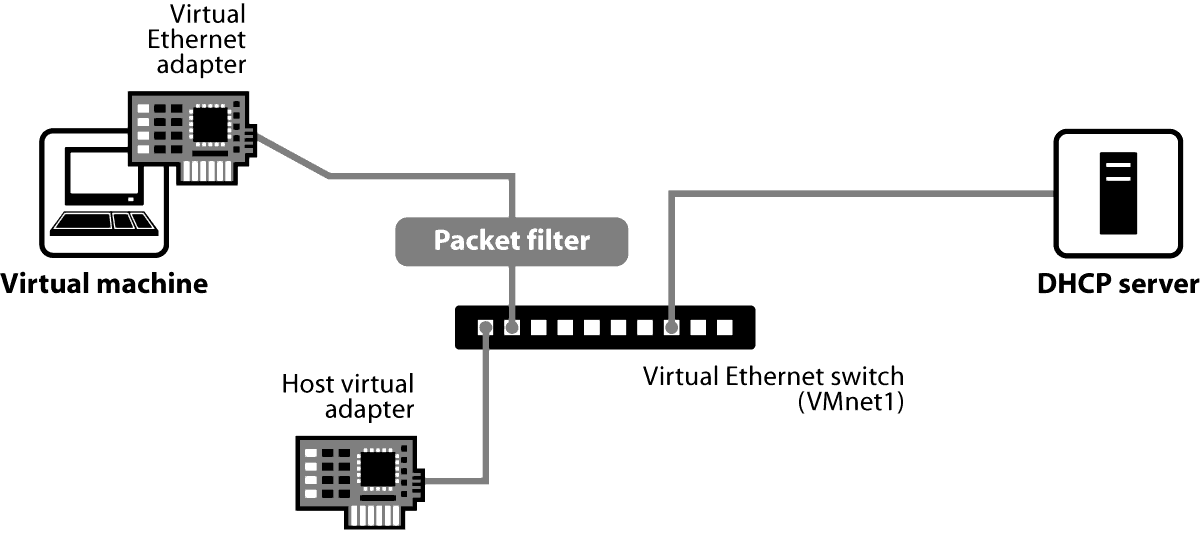 Virtual
Ethernet
adapter
Packet filter
Virtual machine
DHCP server
Host virtual
adapter
Virtual Ethernet switch
(VMnet1)